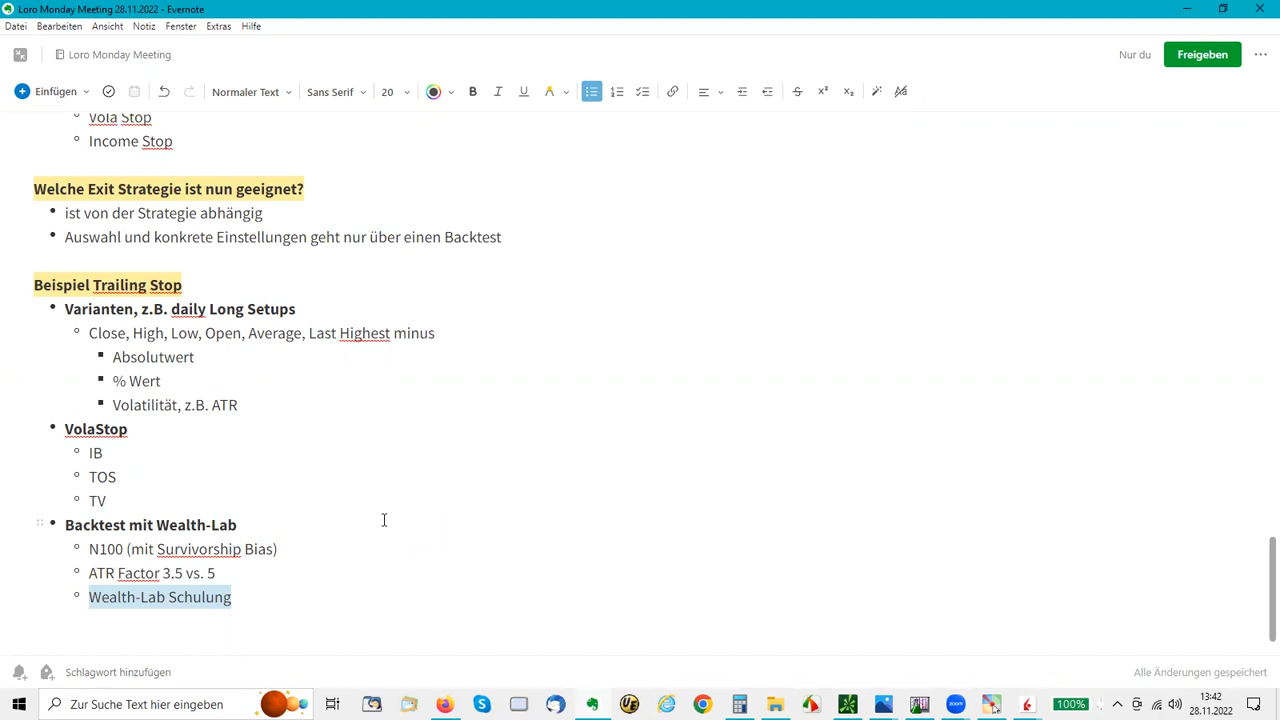 Loro Monday Meeting 28.11.2022 - Evernote
Datei Bearbeiten Ansicht Notiz Fenster Extras Hilfe
Loro Monday Meeting Nur du Freigeben
Einfügen Normaler Text Sans Serif 20 B I U
Vola Stop
Income Stop
Welche Exit Strategie ist nun geeignet?
ist von der Strategie abhängig
Auswahl und konkrete Einstellungen geht nur über einen Backtest
Beispiel Trailing Stop
Varianten, z.B. daily Long Setups
Close, High, Low, Open, Average, Last Highest minus
Absolutwert
% Wert
Volatilität, z.B. ATR
VolaStop
IB
TOS
TV
Backtest mit Wealth-Lab
N100 (mit Survivorship Bias)
ATR Factor 3.5 vs. 5
Wealth-Lab Schulung
Schlagwort hinzufügen Alle Änderungen gespeichert
Zur Suche Text hier eingeben zoom 100% 13:42
28.11.2022